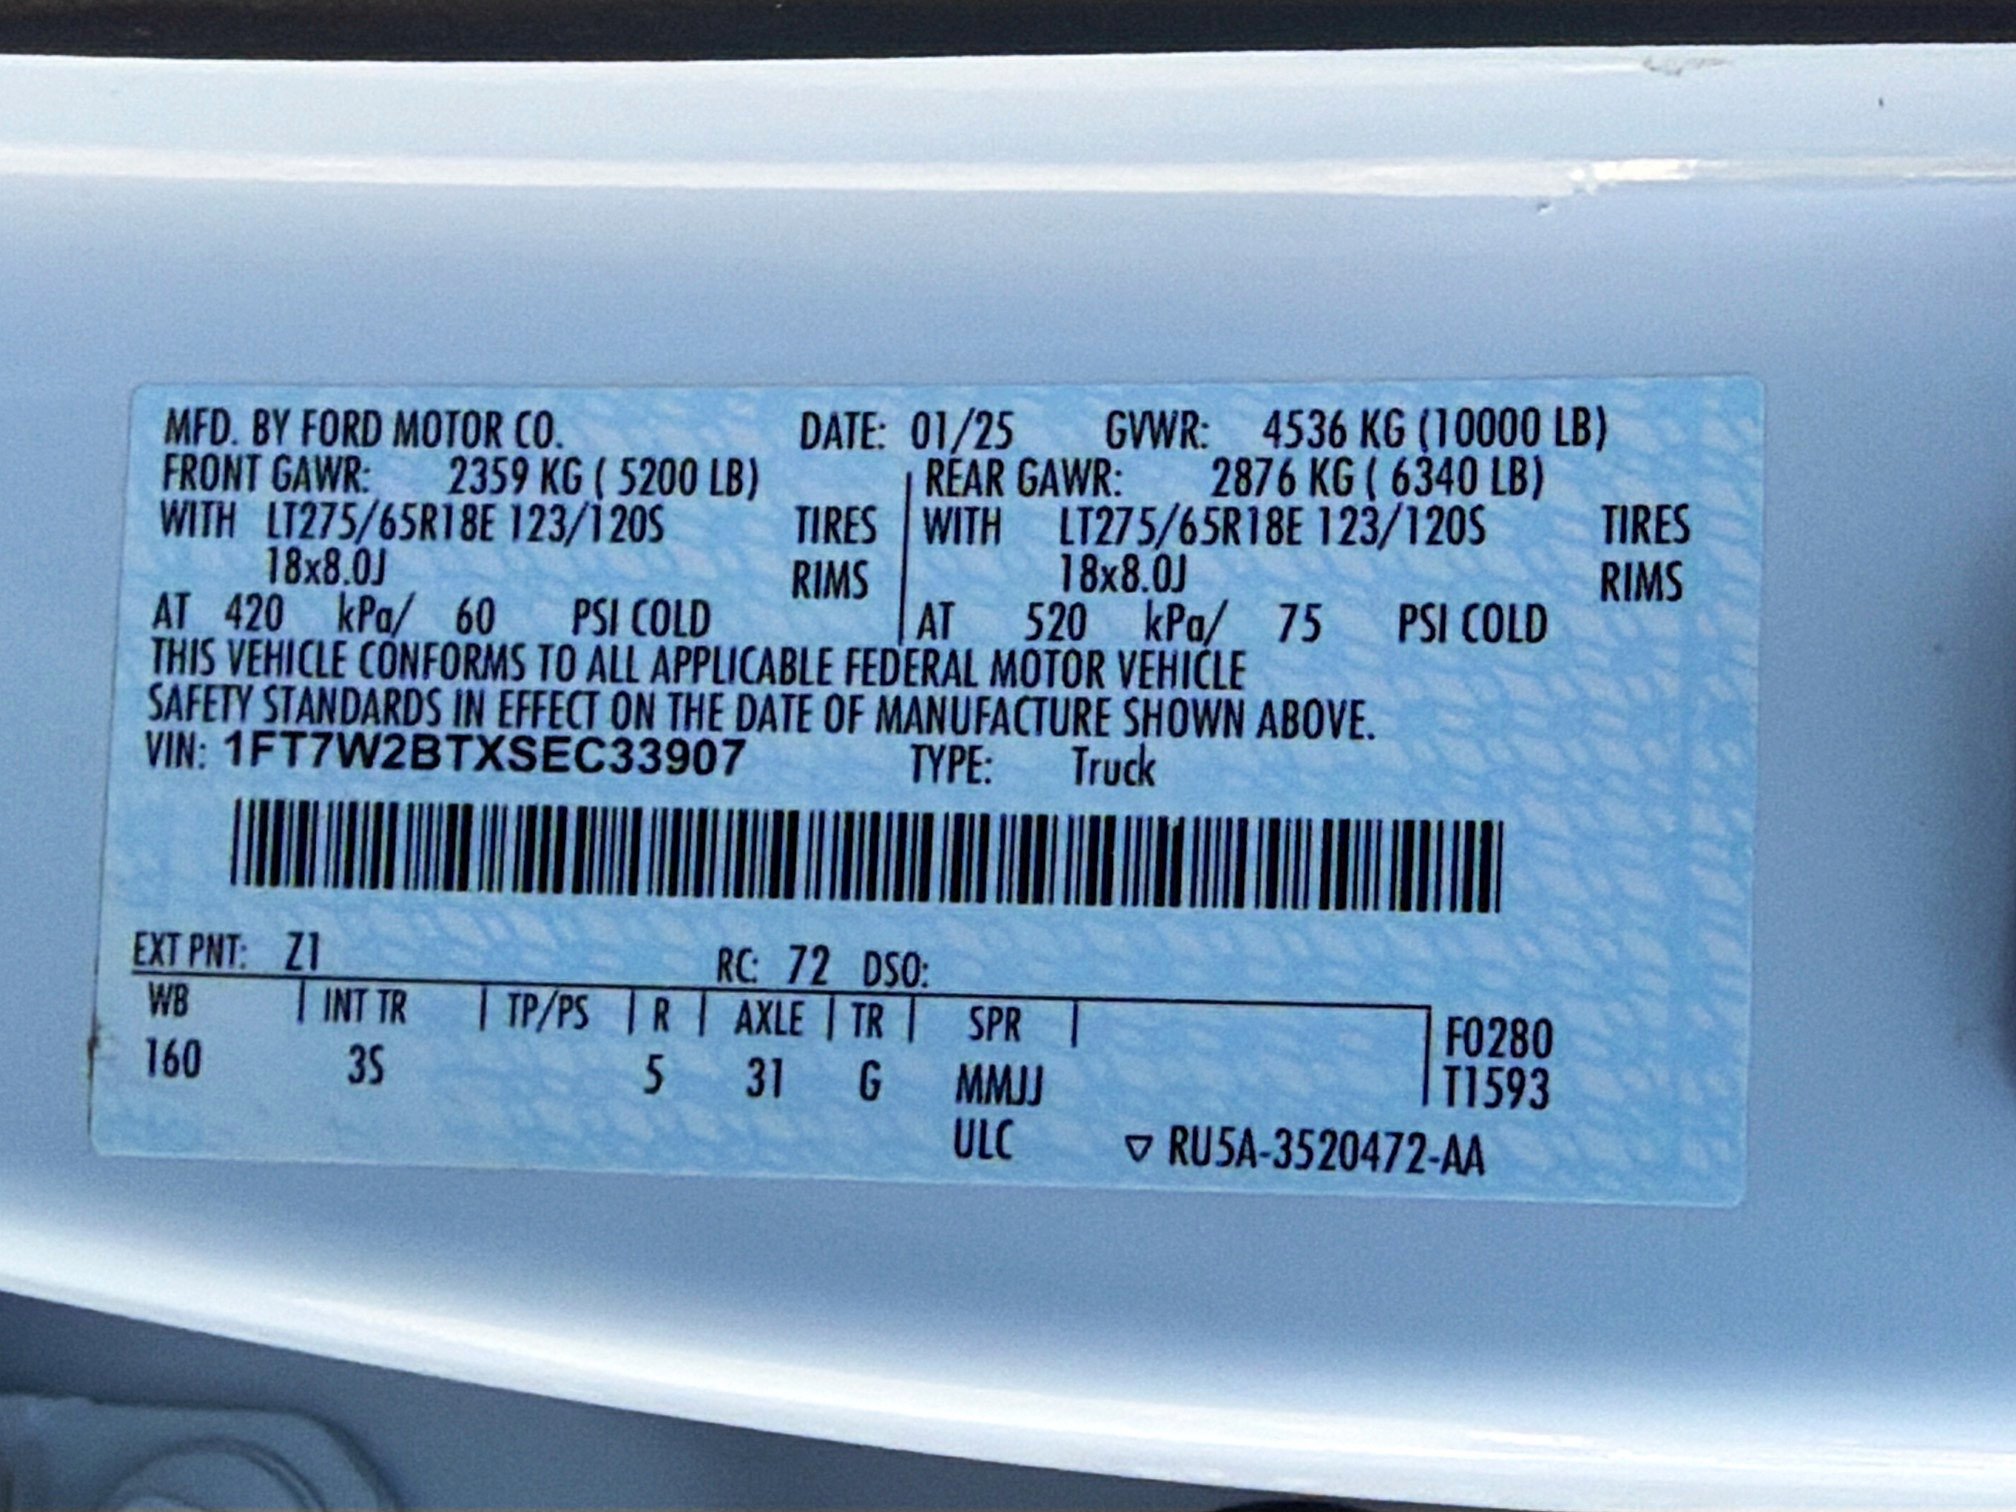 MFD. BY FORD MOTOR CO. DATE: 01/25 GVWR: 4536 KG (10000 LB)
FRONT GAWR: 2359 KG ( 5200 LB) REAR GAWR: 2876 KG ( 6340 LB)
WITH LT275/65R18E 123/120S TIRES WITH LT275/65R18E 123/120S TIRES
18x8.0J RIMS 18x8.0J RIMS
AT 420 kPa/ 60 PSI COLD AT 520 kPa/ 75 PSI COLD
THIS VEHICLE CONFORMS TO ALL APPLICABLE FEDERAL MOTOR VEHICLE
SAFETY STANDARDS IN EFFECT ON THE DATE OF MANUFACTURE SHOWN ABOVE.
VIN: 1FT7W2BTXSEC33907 TYPE: Truck
EXT PNT: Z1 RC: 72 DSO:
WB | INT TR | TP/PS | R | AXLE | TR | SPR | F0280
160 3S 5 31 G MMJJ T1593
ULC ▽ RU5A-3520472-AA